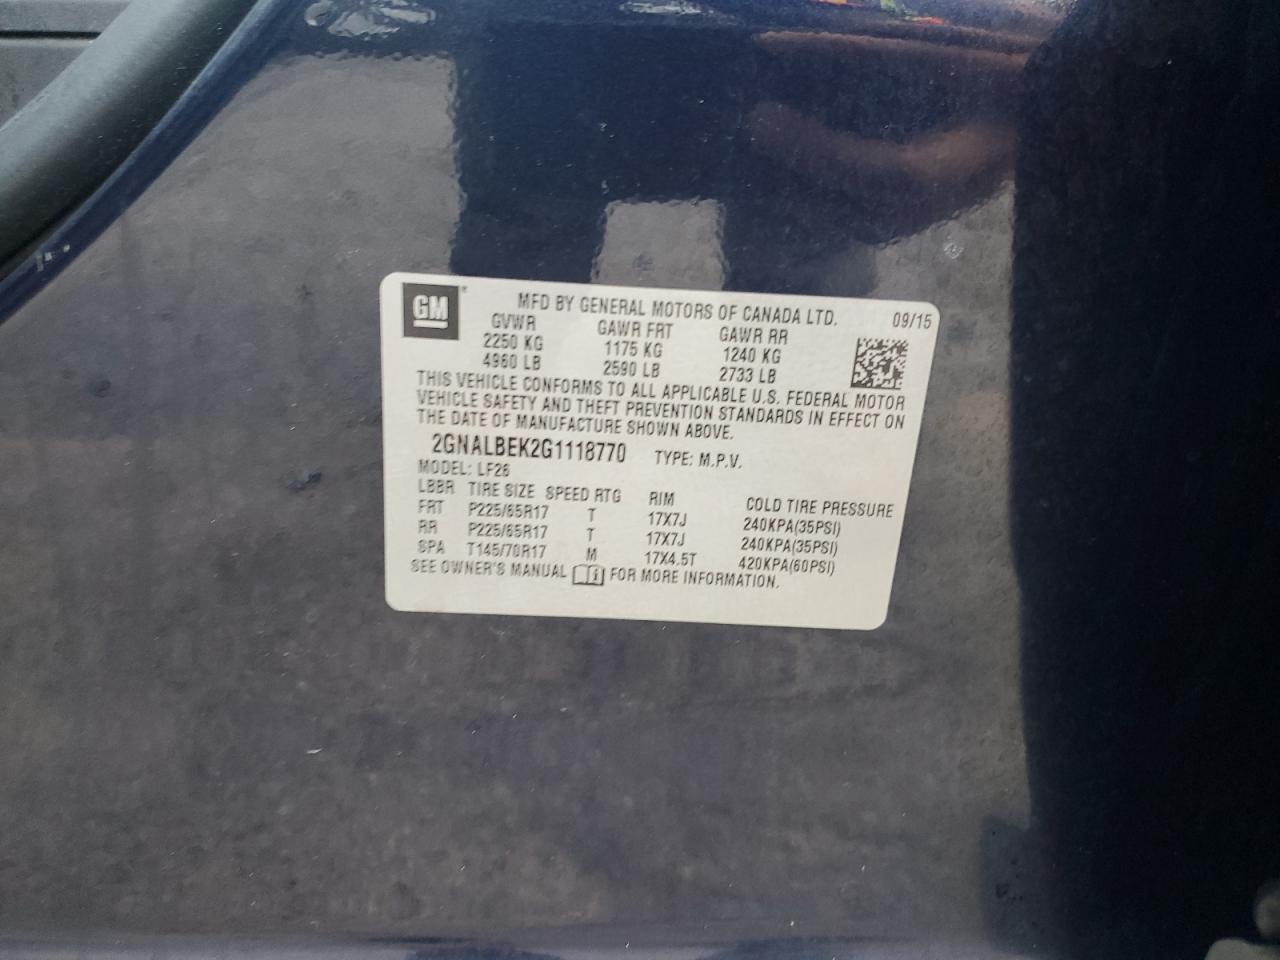 GM® MFD BY GENERAL MOTORS OF CANADA LTD. 09/15
GVWR GAWR FRT GAWR RR
2250 KG 1175 KG 1240 KG
4960 LB 2590 LB 2733 LB
THIS VEHICLE CONFORMS TO ALL APPLICABLE U.S. FEDERAL MOTOR
VEHICLE SAFETY AND THEFT PREVENTION STANDARDS IN EFFECT ON
THE DATE OF MANUFACTURE SHOWN ABOVE.
2GNALBEK2G1118770 TYPE: M.P.V.
MODEL: LF26
LBBR TIRE SIZE SPEED RTG RIM COLD TIRE PRESSURE
FRT P225/65R17 T 17X7J 240KPA(35PSI)
RR P225/65R17 T 17X7J 240KPA(35PSI)
SPA T145/70R17 M 17X4.5T 420KPA(60PSI)
SEE OWNER'S MANUAL FOR MORE INFORMATION.